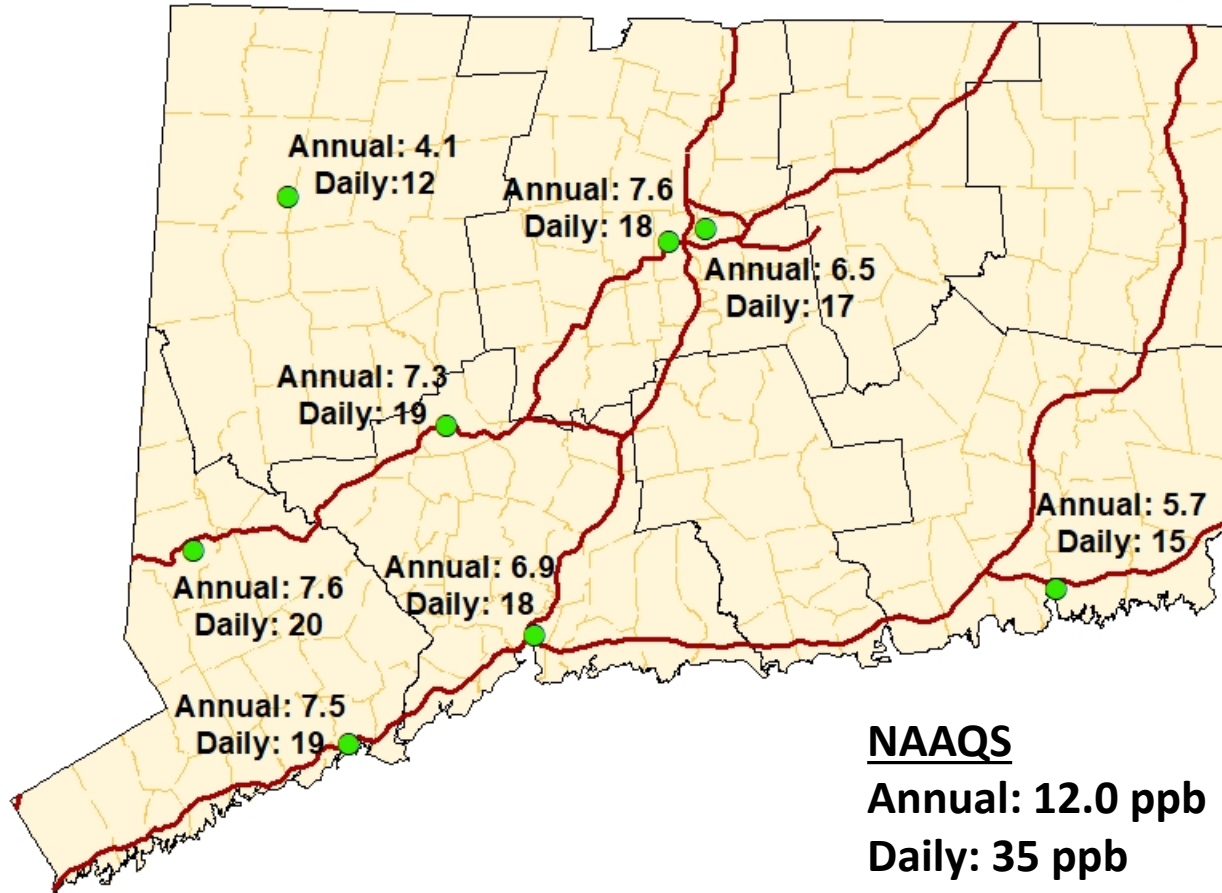 Annual: 4.1
Daily:12
Annual: 7.6
Daily: 18
Annual: 6.5
Daily: 17
Annual: 7.3
Daily: 19
Annual: 5.7
Daily: 15
Annual: 7.6
Daily: 20
Annual: 6.9
Daily: 18
Annual: 7.5
Daily: 19
NAAQS
Annual: 12.0 ppb
Daily: 35 ppb